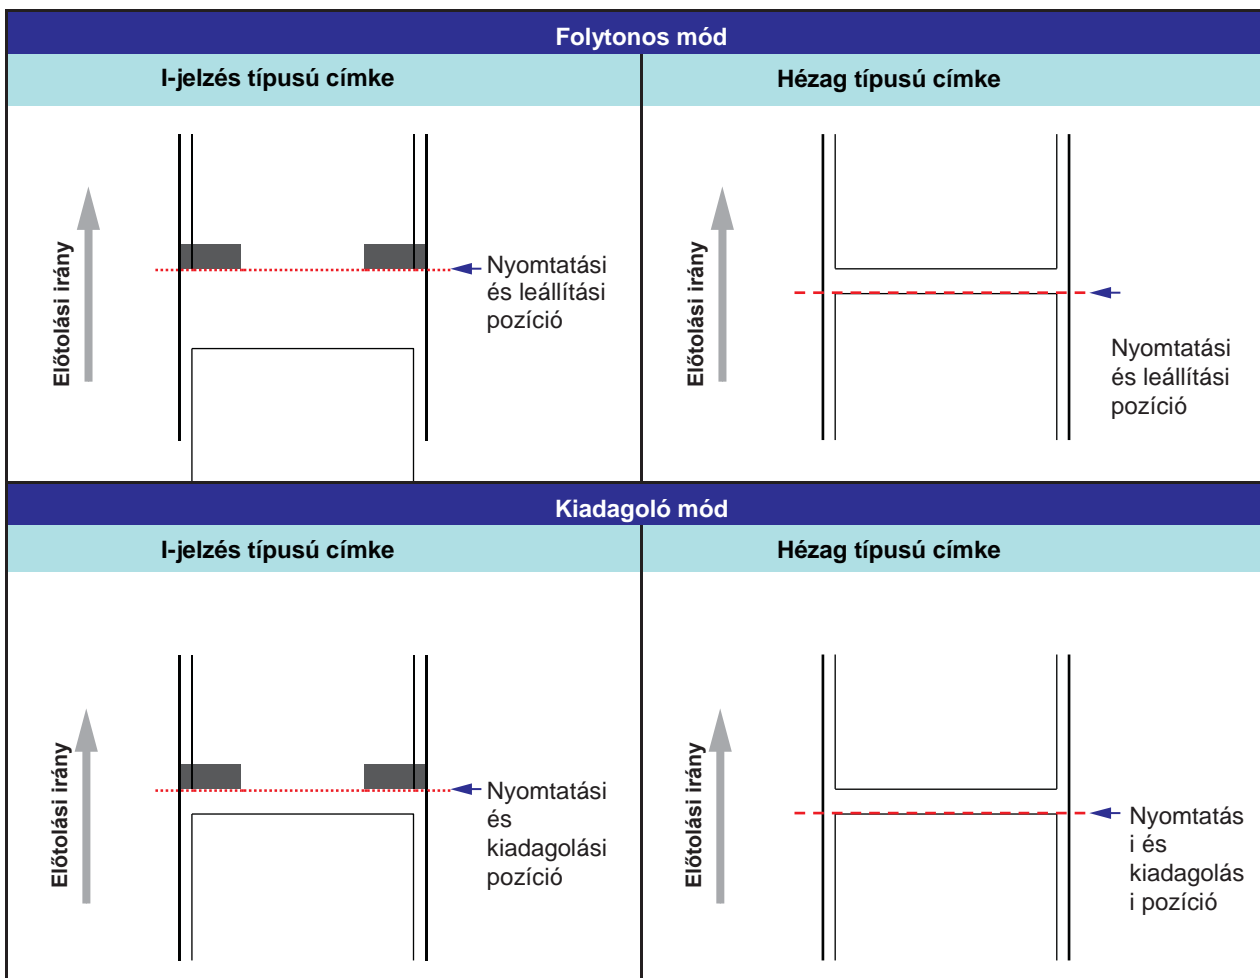 Folytonos mód
I-jelzés típusú címke
Hézag típusú címke
Előtolási irány
Nyomtatási
és leállítási
pozíció
Előtolási irány
Nyomtatási
és leállítási
pozíció
Kiadagoló mód
I-jelzés típusú címke
Hézag típusú címke
Előtolási irány
Nyomtatási
és
kiadagolási
pozíció
Előtolási irány
Nyomtatás
i és
kiadagolás
i pozíció